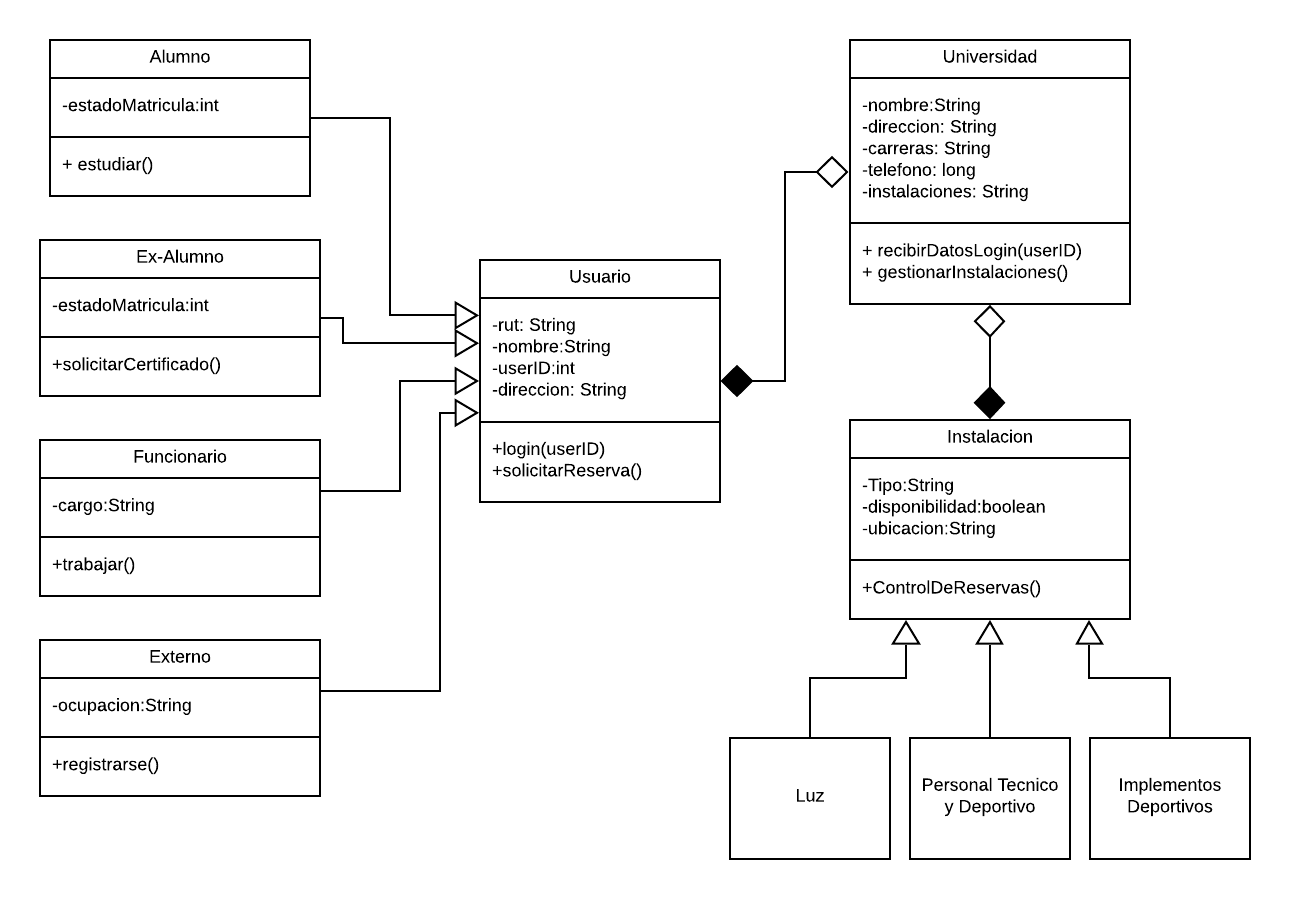 Alumno
-estadoMatricula:int
+ estudiar()
Ex-Alumno
-estadoMatricula:int
+solicitarCertificado()
Funcionario
-cargo:String
+trabajar()
Externo
-ocupacion:String
+registrarse()
Usuario
-rut: String
-nombre:String
-userID:int
-direccion: String
+login(userID)
+solicitarReserva()
Universidad
-nombre:String
-direccion: String
-carreras: String
-telefono: long
-instalaciones: String
+ recibirDatosLogin(userID)
+ gestionarInstalaciones()
Instalacion
-Tipo:String
-disponibilidad:boolean
-ubicacion:String
+ControlDeReservas()
Luz
Personal Tecnico
y Deportivo
Implementos
Deportivos